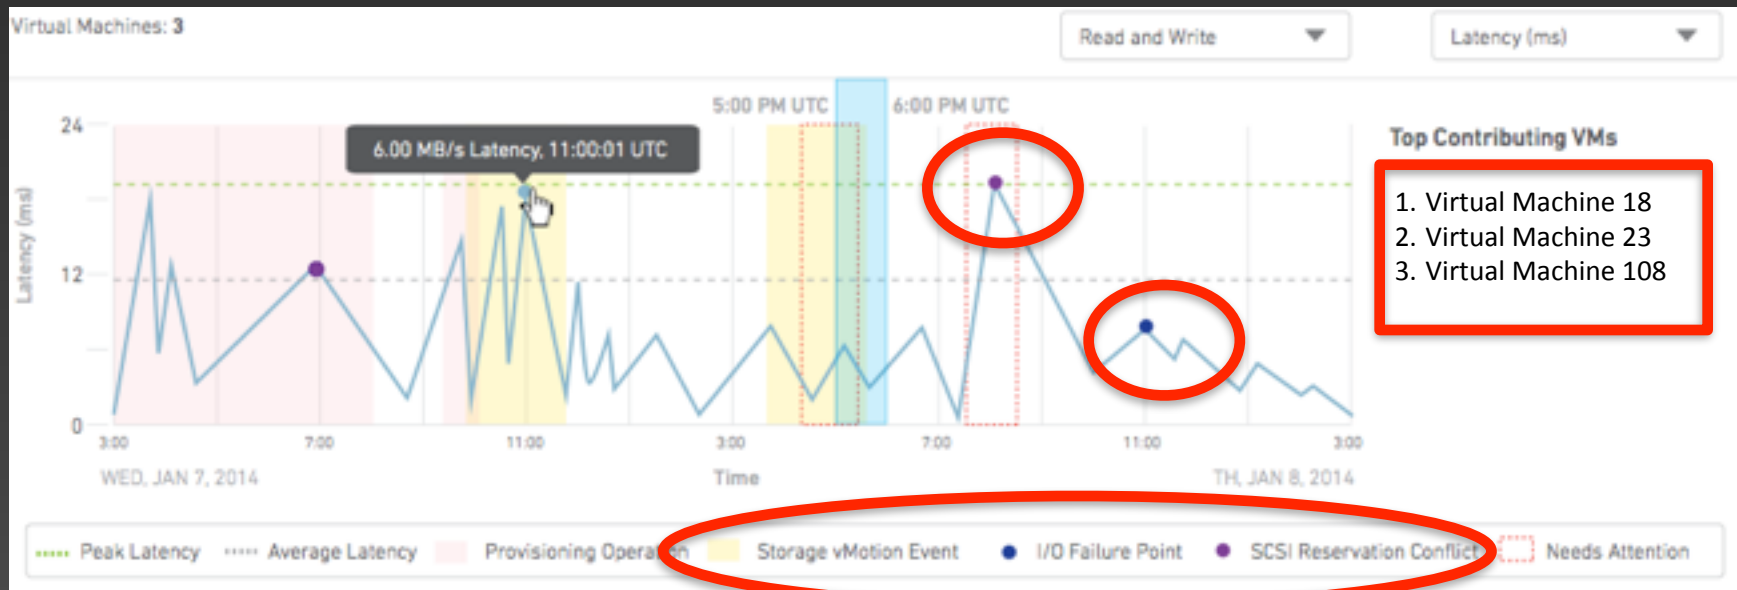 Virtual Machines: 3
Read and Write
Latency (ms)
5:00 PM UTC
6:00 PM UTC
24
12
0
Latency (ms)
6.00 MB/s Latency, 11:00:01 UTC
Top Contributing VMs
1. Virtual Machine 18
2. Virtual Machine 23
3. Virtual Machine 108
3:00 7:00 11:00 3:00 7:00 11:00 3:00
WED, JAN 7, 2014 Time TH, JAN 8, 2014
Peak Latency Average Latency Provisioning Operation Storage vMotion Event I/O Failure Point SCSI Reservation Conflict Needs Attention